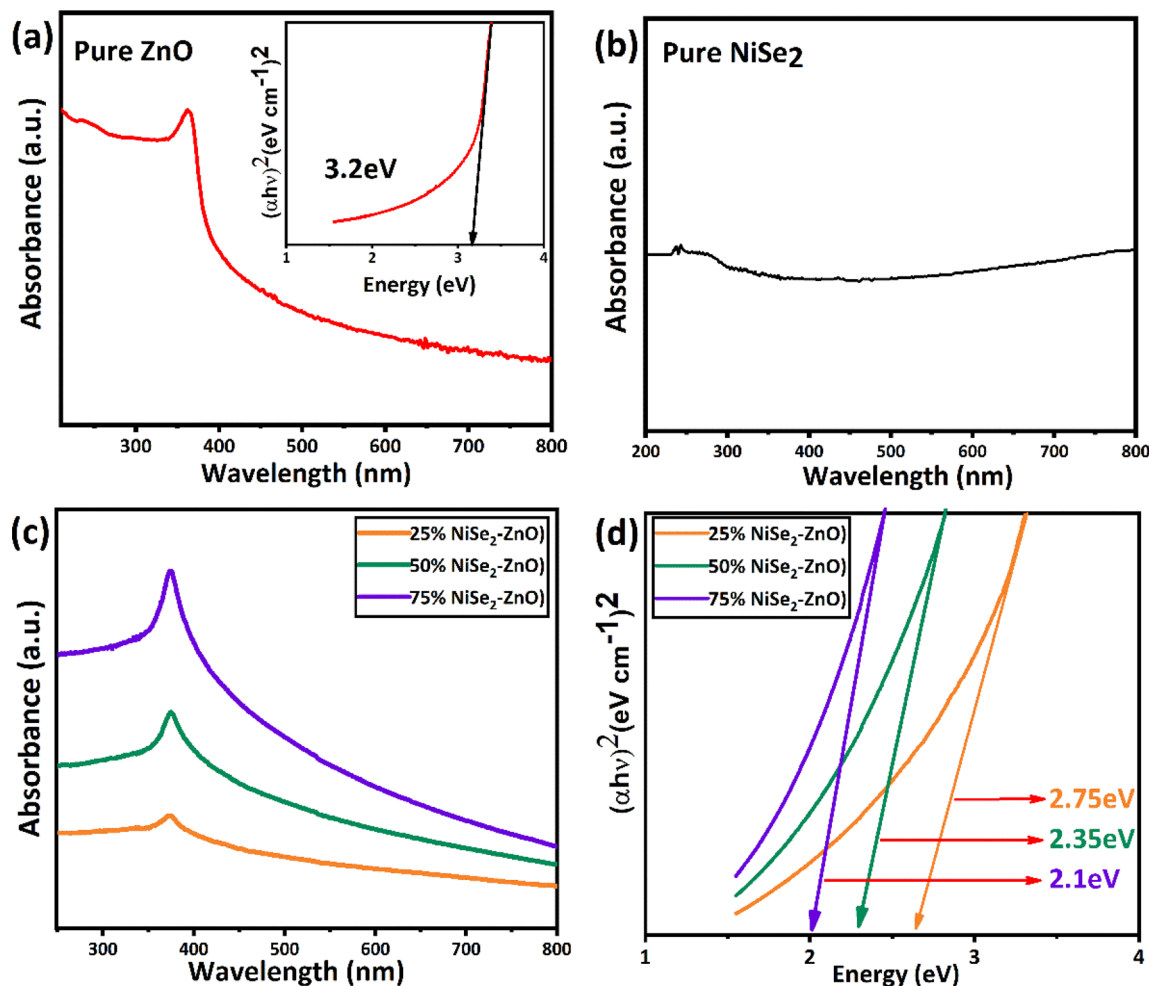 (a)
Pure ZnO
Absorbance (a.u.)
300 400 500 600 700 800
Wavelength (nm)
(αhν)²(eV cm⁻¹)²
3.2eV
1 2 3 4
Energy (eV)
(b)
Pure NiSe₂
Absorbance (a.u.)
200 300 400 500 600 700 800
Wavelength (nm)
(c)
25% NiSe₂-ZnO)
50% NiSe₂-ZnO)
75% NiSe₂-ZnO)
Absorbance (a.u.)
300 400 500 600 700 800
Wavelength (nm)
(d)
25% NiSe₂-ZnO)
50% NiSe₂-ZnO)
75% NiSe₂-ZnO)
(αhν)²(eV cm⁻¹)²
2.75eV
2.35eV
2.1eV
1 2 3 4
Energy (eV)